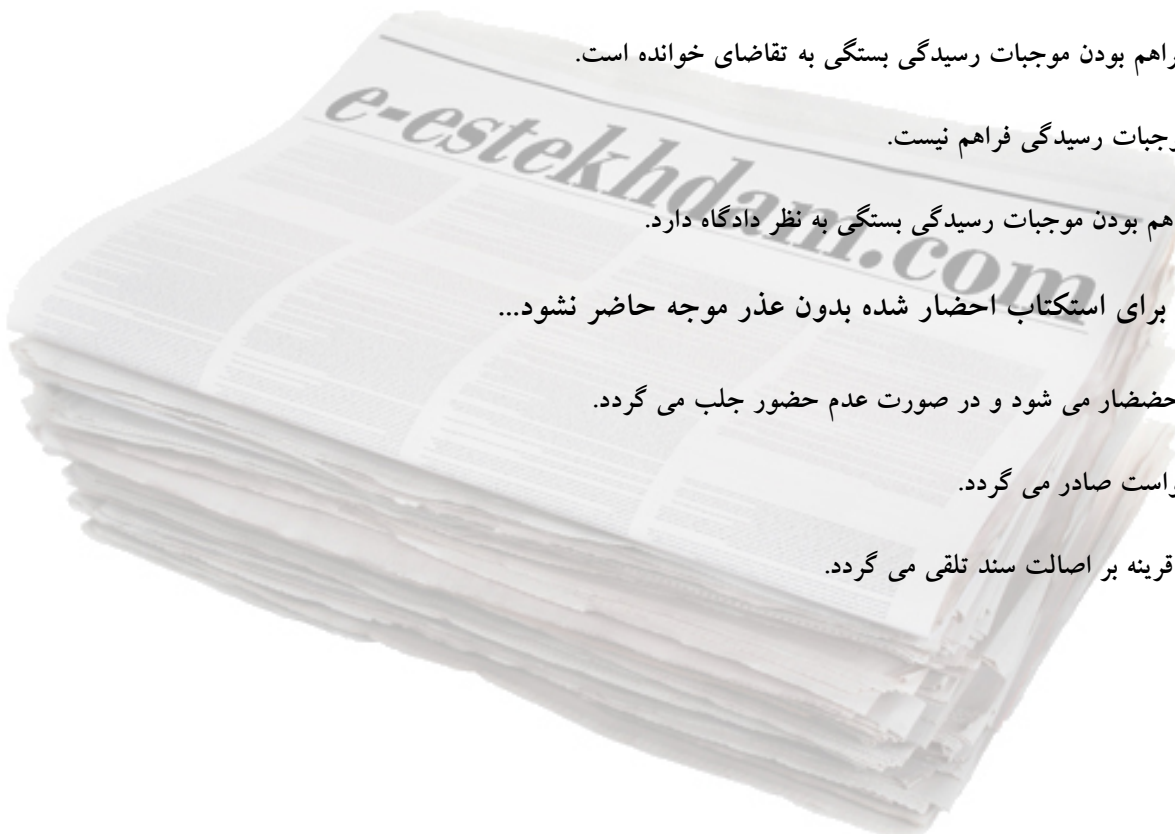 راهم بودن موجبات رسیدگی بستگی به تقاضای خوانده است.
e-estekhdam.com
وجبات رسیدگی فراهم نیست.
هم بودن موجبات رسیدگی بستگی به نظر دادگاه دارد.
برای استکتاب احضار شده بدون عذر موجه حاضر نشود...
حضضار می شود و در صورت عدم حضور جلب می گردد.
واست صادر می گردد.
قرینه بر اصالت سند تلقی می گردد.